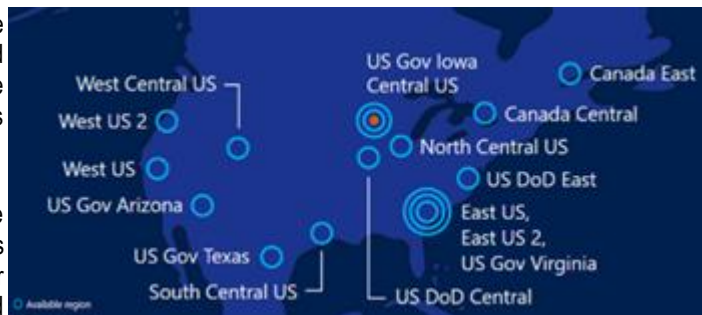 US Gov Iowa
Central US
Canada East
West Central US
Canada Central
West US 2
North Central US
West US
US DoD East
US Gov Arizona
East US,
East US 2,
US Gov Virginia
US Gov Texas
South Central US
US DoD Central
Available region